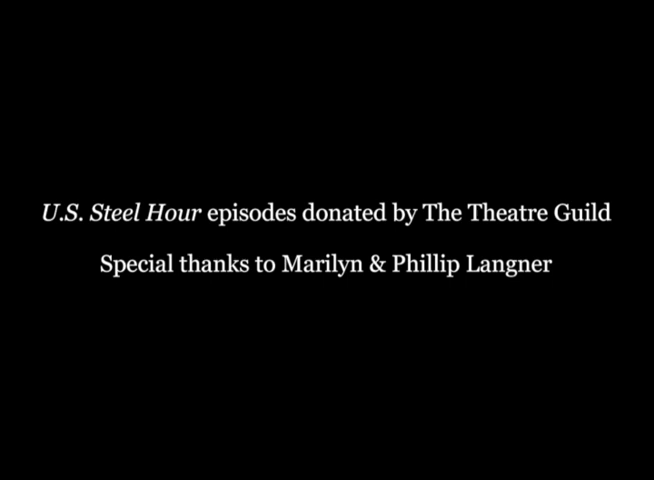 U.S. Steel Hour episodes donated by The Theatre Guild
Special thanks to Marilyn & Phillip Langner